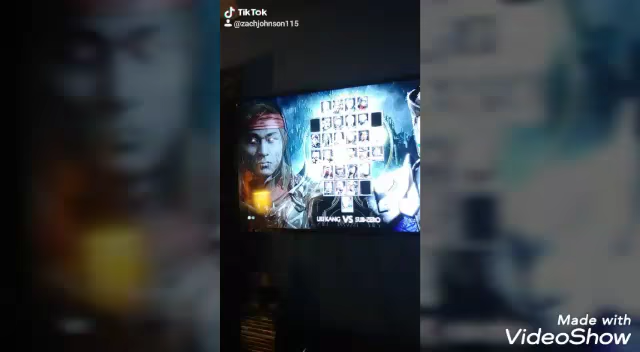 TikTok
@zachjohnson115
LIU KANG VS SUB-ZERO
Made with
VideoShow